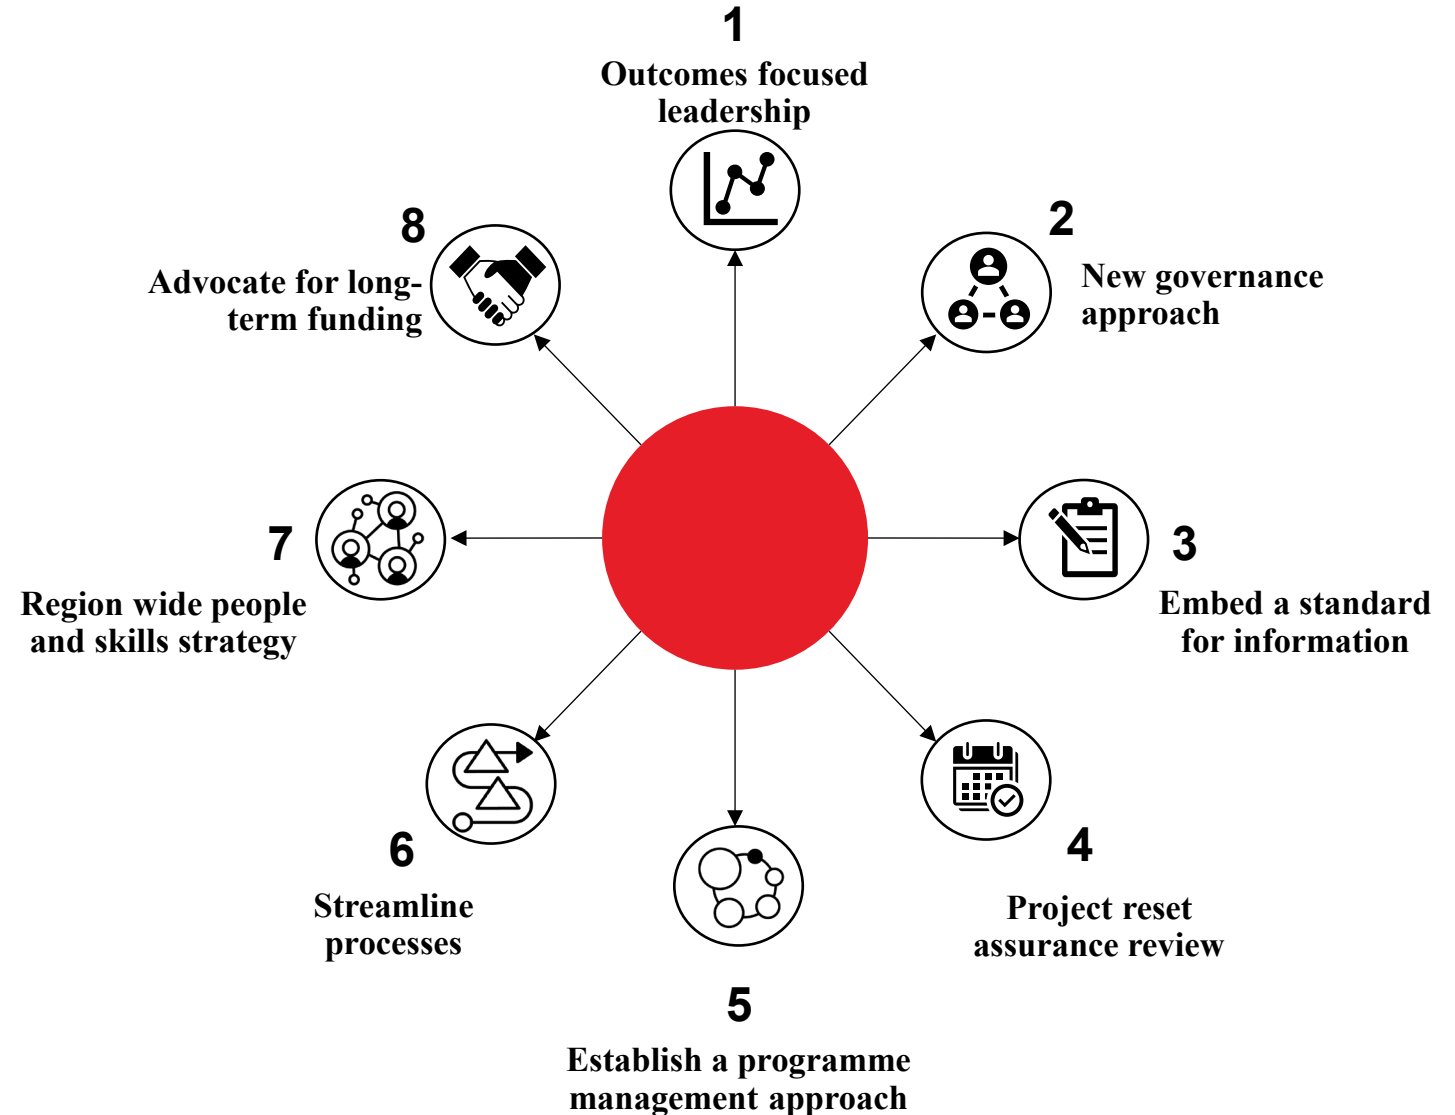 1
Outcomes focused
leadership
2
New governance
approach
3
Embed a standard
for information
4
Project reset
assurance review
5
Establish a programme
management approach
6
Streamline
processes
7
Region wide people
and skills strategy
8
Advocate for long-
term funding